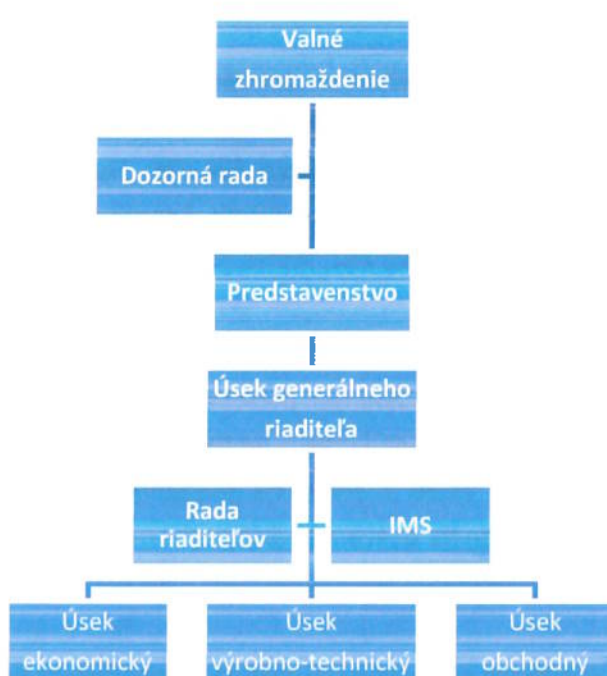 Valné
zhromaždenie
Dozorná rada
Predstavenstvo
Úsek generálneho
riaditeľa
Rada
riaditeľov
IMS
Úsek
ekonomický
Úsek
výrobno-technický
Úsek
obchodný